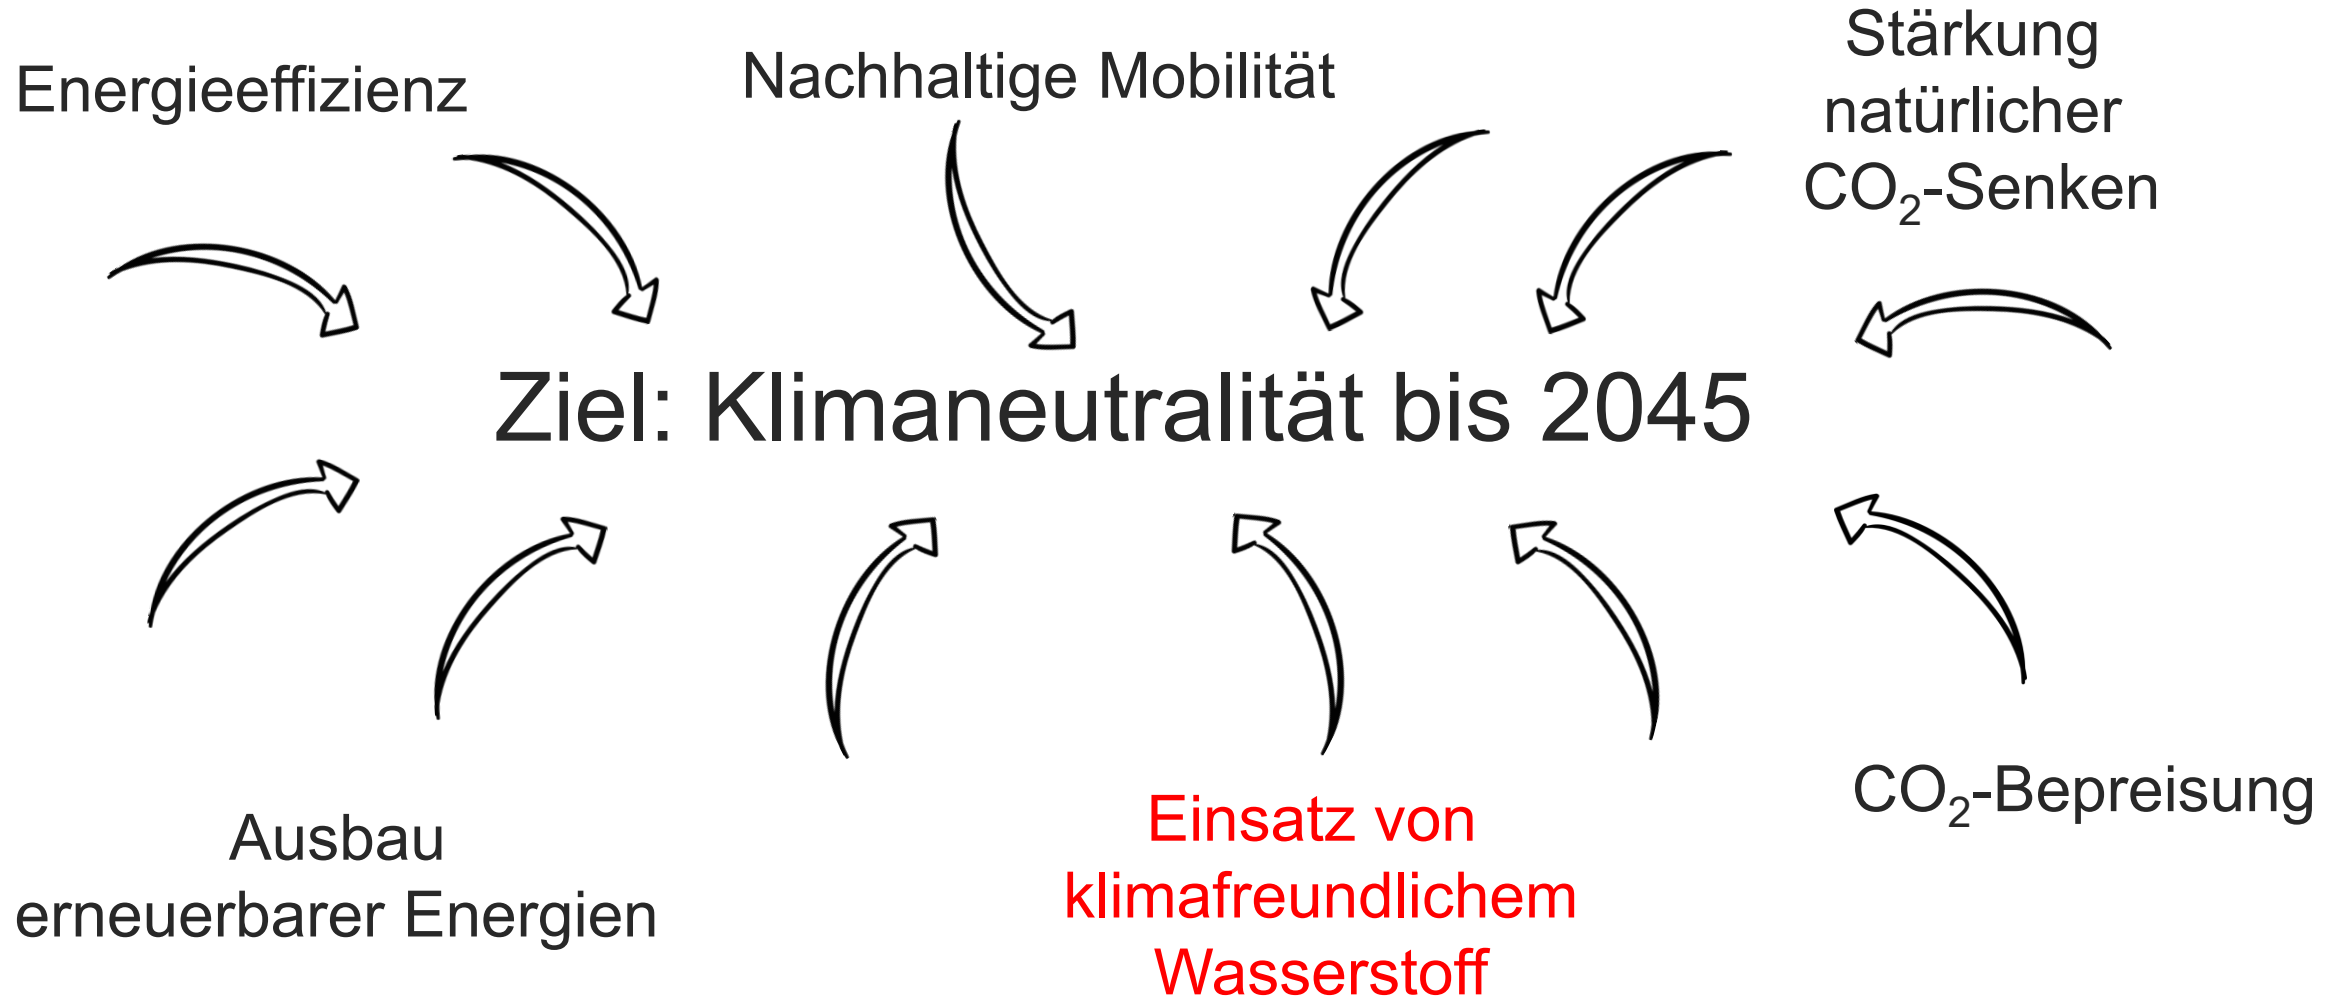 Energieeffizienz
Nachhaltige Mobilität
Stärkung
natürlicher
CO₂-Senken
Ziel: Klimaneutralität bis 2045
Ausbau
erneuerbarer Energien
Einsatz von
klimafreundlichem
Wasserstoff
CO₂-Bepreisung